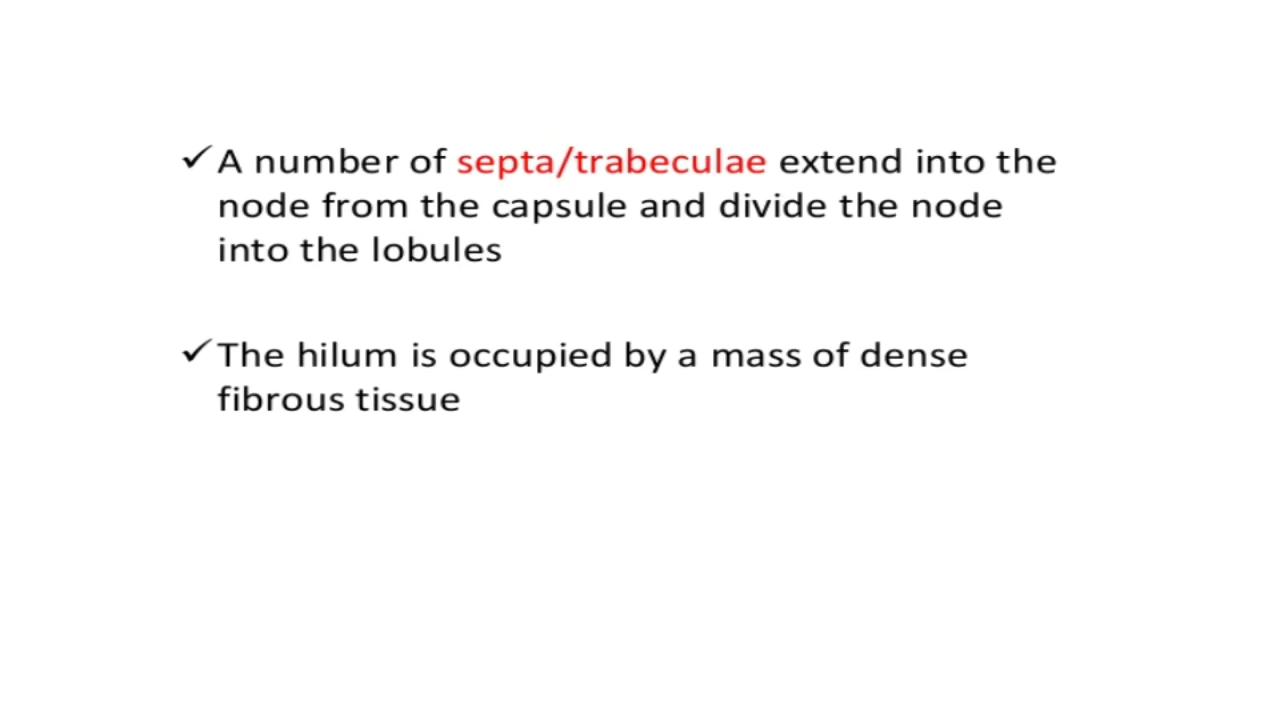 ✓A number of septa/trabeculae extend into the
node from the capsule and divide the node
into the lobules
✓The hilum is occupied by a mass of dense
fibrous tissue